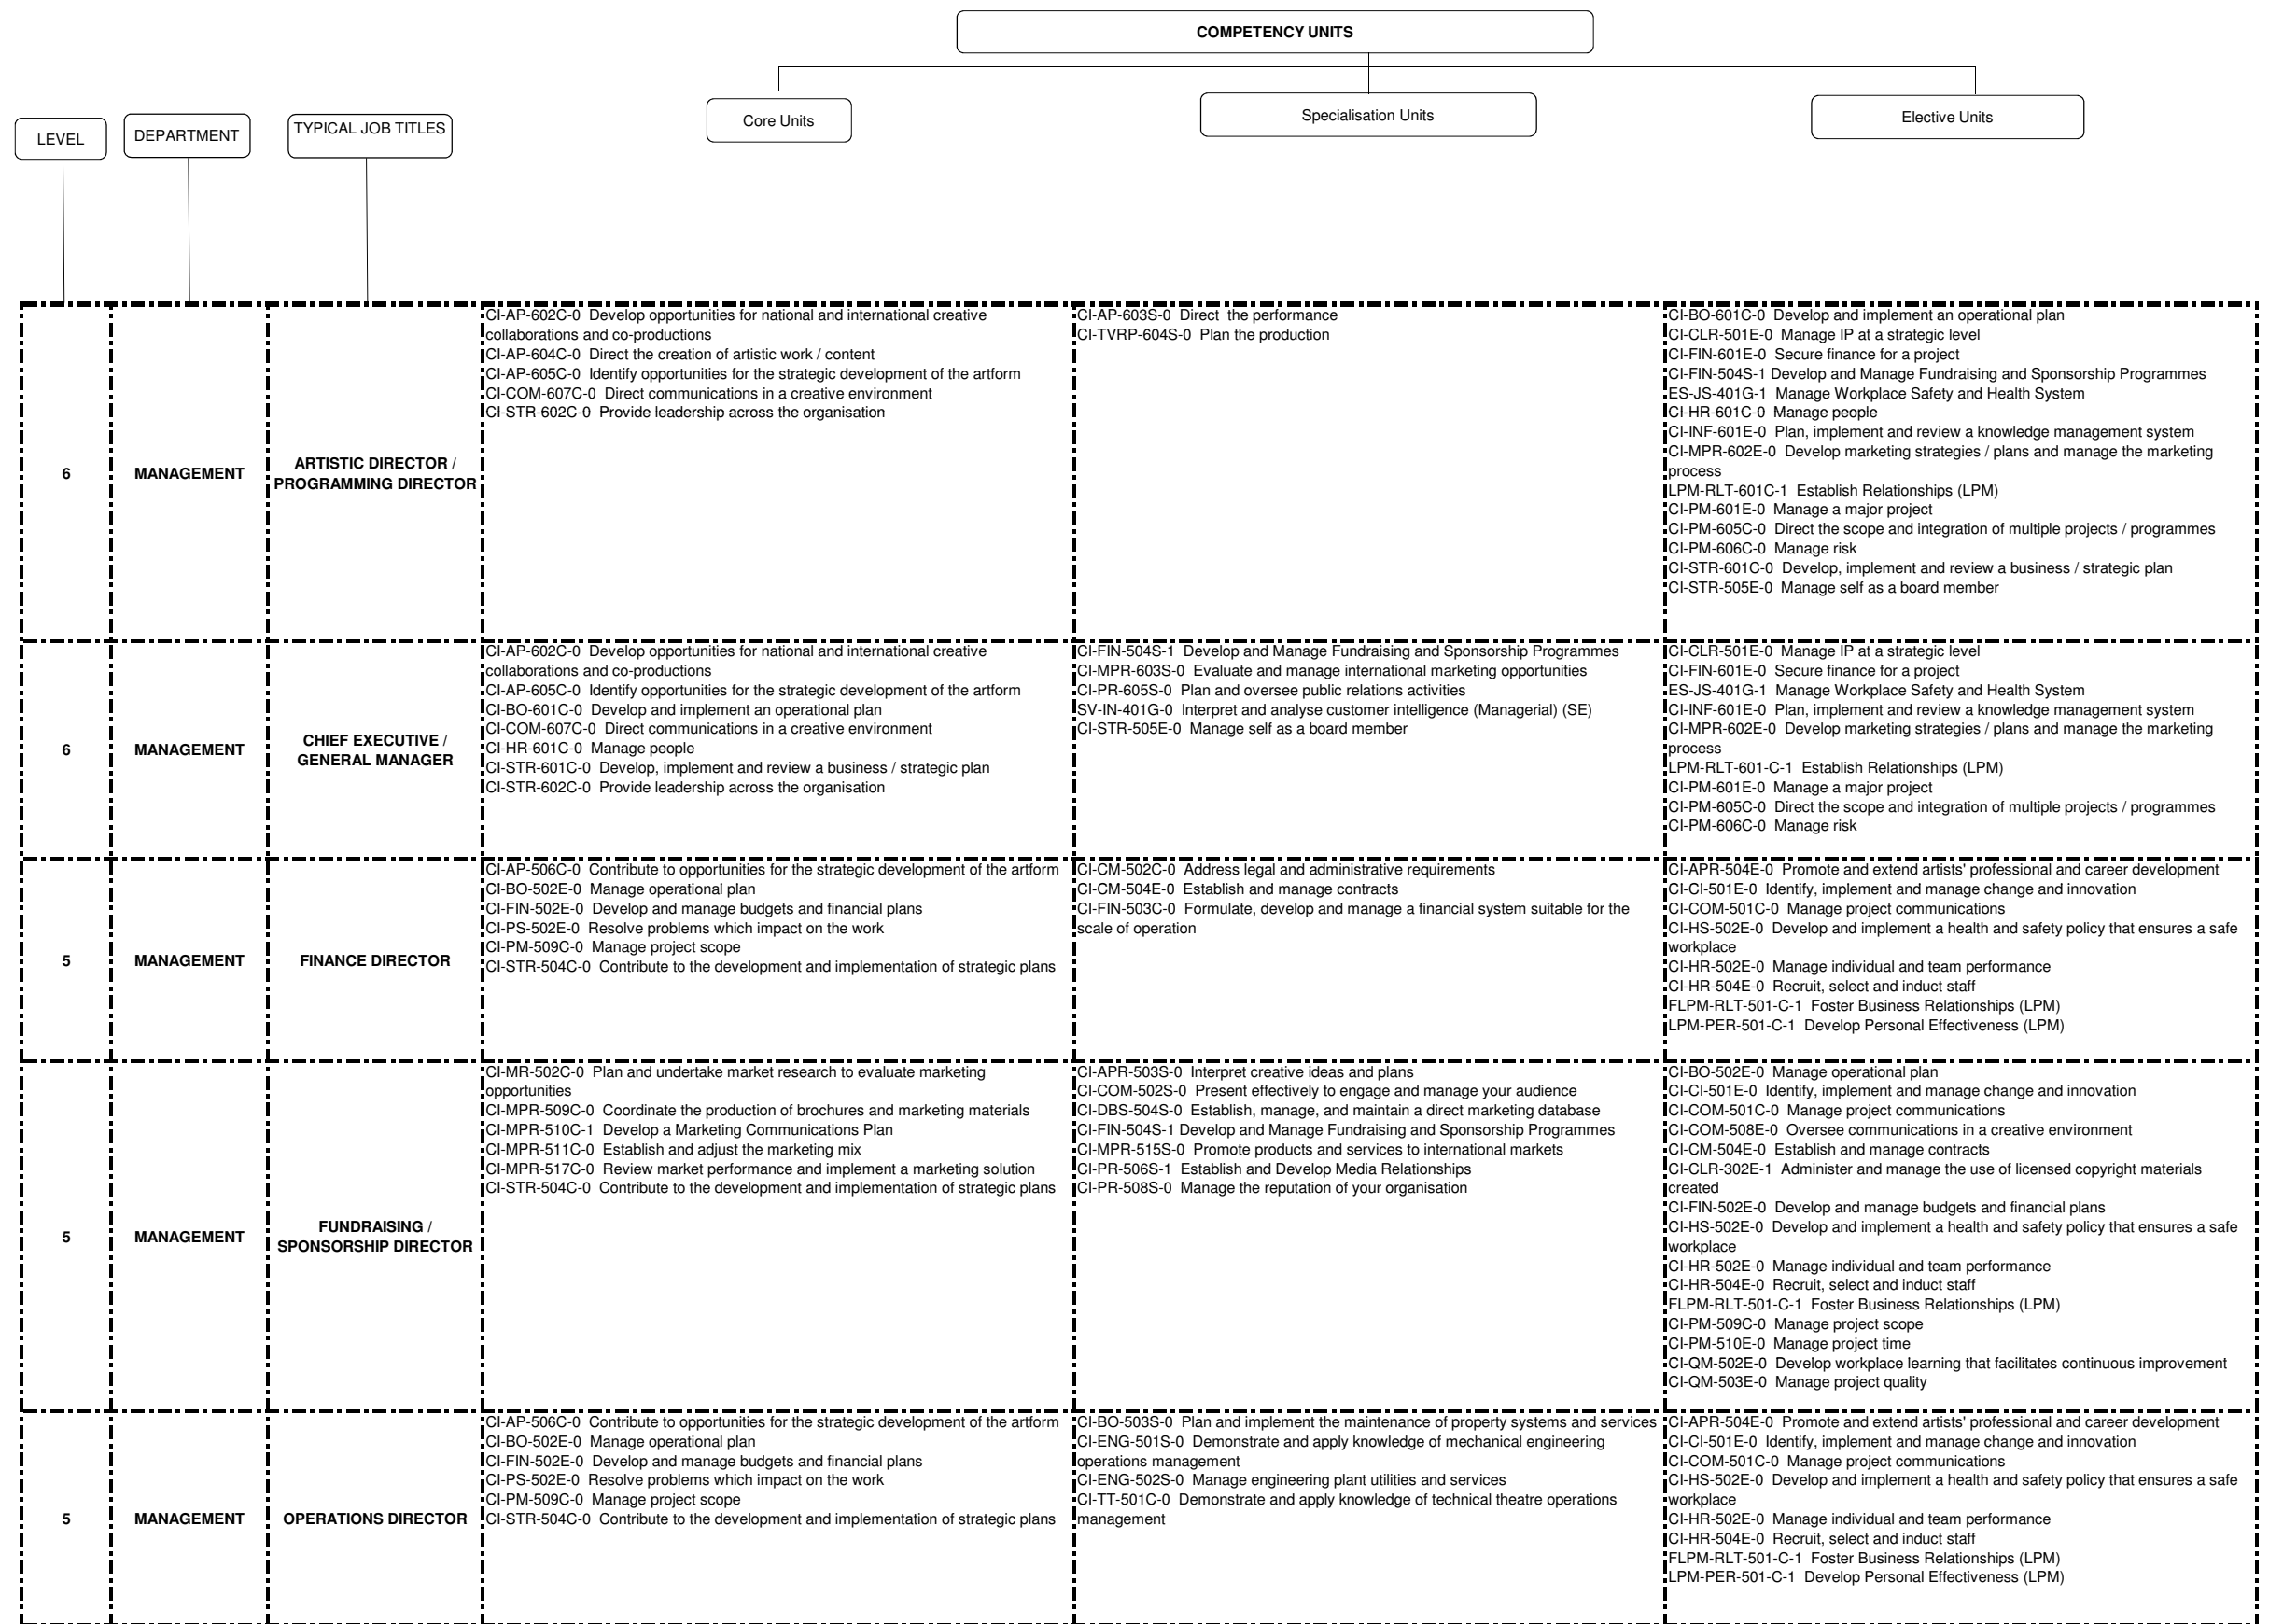 COMPETENCY UNITS
Core Units
Specialisation Units
Elective Units
LEVEL
DEPARTMENT
TYPICAL JOB TITLES
6
MANAGEMENT
ARTISTIC DIRECTOR /
PROGRAMMING DIRECTOR
CI-AP-602C-0 Develop opportunities for national and international creative
collaborations and co-productions
CI-AP-604C-0 Direct the creation of artistic work / content
CI-AP-605C-0 Identify opportunities for the strategic development of the artform
CI-COM-607C-0 Direct communications in a creative environment
CI-STR-602C-0 Provide leadership across the organisation
CI-AP-603S-0 Direct the performance
CI-TVRP-604S-0 Plan the production
CI-BO-601C-0 Develop and implement an operational plan
CI-CLR-501E-0 Manage IP at a strategic level
CI-FIN-601E-0 Secure finance for a project
CI-FIN-504S-1 Develop and Manage Fundraising and Sponsorship Programmes
ES-JS-401G-1 Manage Workplace Safety and Health System
CI-HR-601C-0 Manage people
CI-INF-601E-0 Plan, implement and review a knowledge management system
CI-MPR-602E-0 Develop marketing strategies / plans and manage the marketing
process
LPM-RLT-601C-1 Establish Relationships (LPM)
CI-PM-601E-0 Manage a major project
CI-PM-605C-0 Direct the scope and integration of multiple projects / programmes
CI-PM-606C-0 Manage risk
CI-STR-601C-0 Develop, implement and review a business / strategic plan
CI-STR-505E-0 Manage self as a board member
6
MANAGEMENT
CHIEF EXECUTIVE /
GENERAL MANAGER
CI-AP-602C-0 Develop opportunities for national and international creative
collaborations and co-productions
CI-AP-605C-0 Identify opportunities for the strategic development of the artform
CI-BO-601C-0 Develop and implement an operational plan
CI-COM-607C-0 Direct communications in a creative environment
CI-HR-601C-0 Manage people
CI-STR-601C-0 Develop, implement and review a business / strategic plan
CI-STR-602C-0 Provide leadership across the organisation
CI-FIN-504S-1 Develop and Manage Fundraising and Sponsorship Programmes
CI-MPR-603S-0 Evaluate and manage international marketing opportunities
CI-PR-605S-0 Plan and oversee public relations activities
SV-IN-401G-0 Interpret and analyse customer intelligence (Managerial) (SE)
CI-STR-505E-0 Manage self as a board member
CI-CLR-501E-0 Manage IP at a strategic level
CI-FIN-601E-0 Secure finance for a project
ES-JS-401G-1 Manage Workplace Safety and Health System
CI-INF-601E-0 Plan, implement and review a knowledge management system
CI-MPR-602E-0 Develop marketing strategies / plans and manage the marketing
process
LPM-RLT-601-C-1 Establish Relationships (LPM)
CI-PM-601E-0 Manage a major project
CI-PM-605C-0 Direct the scope and integration of multiple projects / programmes
CI-PM-606C-0 Manage risk
5
MANAGEMENT
FINANCE DIRECTOR
CI-AP-506C-0 Contribute to opportunities for the strategic development of the artform
CI-BO-502E-0 Manage operational plan
CI-FIN-502E-0 Develop and manage budgets and financial plans
CI-PS-502E-0 Resolve problems which impact on the work
CI-PM-509C-0 Manage project scope
CI-STR-504C-0 Contribute to the development and implementation of strategic plans
CI-CM-502C-0 Address legal and administrative requirements
CI-CM-504E-0 Establish and manage contracts
CI-FIN-503C-0 Formulate, develop and manage a financial system suitable for the
scale of operation
CI-APR-504E-0 Promote and extend artists' professional and career development
CI-CI-501E-0 Identify, implement and manage change and innovation
CI-COM-501C-0 Manage project communications
CI-HS-502E-0 Develop and implement a health and safety policy that ensures a safe
workplace
CI-HR-502E-0 Manage individual and team performance
CI-HR-504E-0 Recruit, select and induct staff
FLPM-RLT-501-C-1 Foster Business Relationships (LPM)
LPM-PER-501-C-1 Develop Personal Effectiveness (LPM)
5
MANAGEMENT
FUNDRAISING /
SPONSORSHIP DIRECTOR
CI-MR-502C-0 Plan and undertake market research to evaluate marketing
opportunities
CI-MPR-509C-0 Coordinate the production of brochures and marketing materials
CI-MPR-510C-1 Develop a Marketing Communications Plan
CI-MPR-511C-0 Establish and adjust the marketing mix
CI-MPR-517C-0 Review market performance and implement a marketing solution
CI-STR-504C-0 Contribute to the development and implementation of strategic plans
CI-APR-503S-0 Interpret creative ideas and plans
CI-COM-502S-0 Present effectively to engage and manage your audience
CI-DBS-504S-0 Establish, manage, and maintain a direct marketing database
CI-FIN-504S-1 Develop and Manage Fundraising and Sponsorship Programmes
CI-MPR-515S-0 Promote products and services to international markets
CI-PR-506S-1 Establish and Develop Media Relationships
CI-PR-508S-0 Manage the reputation of your organisation
CI-BO-502E-0 Manage operational plan
CI-CI-501E-0 Identify, implement and manage change and innovation
CI-COM-501C-0 Manage project communications
CI-COM-508E-0 Oversee communications in a creative environment
CI-CM-504E-0 Establish and manage contracts
CI-CLR-302E-1 Administer and manage the use of licensed copyright materials
created
CI-FIN-502E-0 Develop and manage budgets and financial plans
CI-HS-502E-0 Develop and implement a health and safety policy that ensures a safe
workplace
CI-HR-502E-0 Manage individual and team performance
CI-HR-504E-0 Recruit, select and induct staff
FLPM-RLT-501-C-1 Foster Business Relationships (LPM)
CI-PM-509C-0 Manage project scope
CI-PM-510E-0 Manage project time
CI-QM-502E-0 Develop workplace learning that facilitates continuous improvement
CI-QM-503E-0 Manage project quality
5
MANAGEMENT
OPERATIONS DIRECTOR
CI-AP-506C-0 Contribute to opportunities for the strategic development of the artform
CI-BO-502E-0 Manage operational plan
CI-FIN-502E-0 Develop and manage budgets and financial plans
CI-PS-502E-0 Resolve problems which impact on the work
CI-PM-509C-0 Manage project scope
CI-STR-504C-0 Contribute to the development and implementation of strategic plans
CI-BO-503S-0 Plan and implement the maintenance of property systems and services
CI-ENG-501S-0 Demonstrate and apply knowledge of mechanical engineering
operations management
CI-ENG-502S-0 Manage engineering plant utilities and services
CI-TT-501C-0 Demonstrate and apply knowledge of technical theatre operations
management
CI-APR-504E-0 Promote and extend artists' professional and career development
CI-CI-501E-0 Identify, implement and manage change and innovation
CI-COM-501C-0 Manage project communications
CI-HS-502E-0 Develop and implement a health and safety policy that ensures a safe
workplace
CI-HR-502E-0 Manage individual and team performance
CI-HR-504E-0 Recruit, select and induct staff
FLPM-RLT-501-C-1 Foster Business Relationships (LPM)
LPM-PER-501-C-1 Develop Personal Effectiveness (LPM)